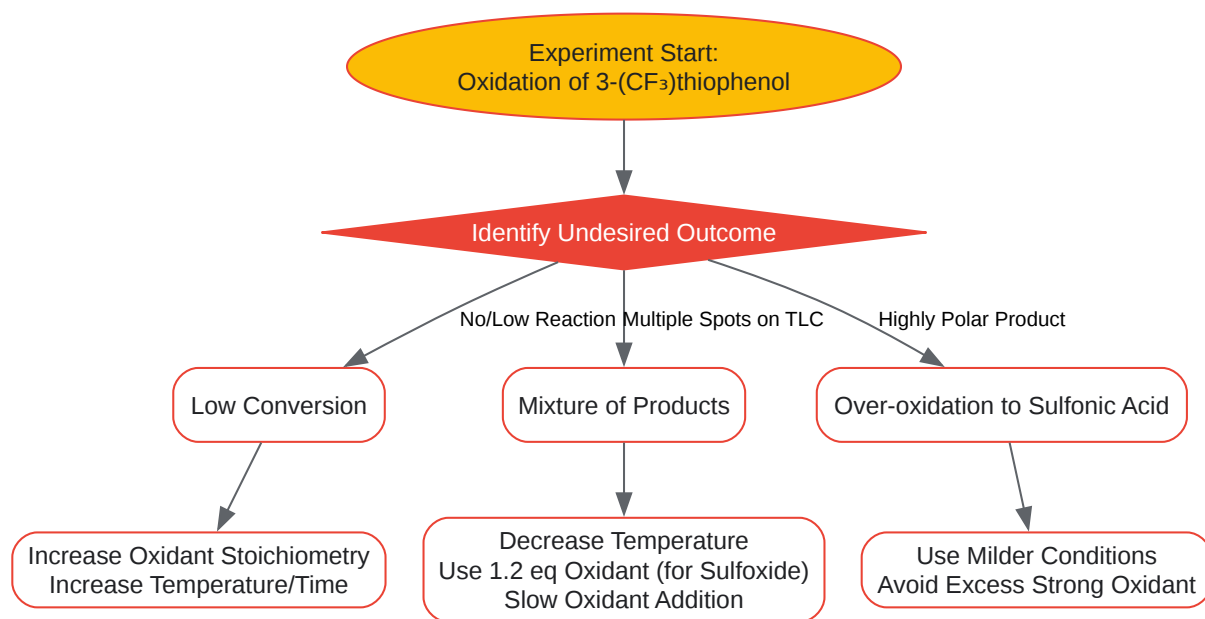 Experiment Start:
Oxidation of 3-(CF₃)thiophenol
Identify Undesired Outcome
No/Low Reaction
Multiple Spots on TLC
Highly Polar Product
Low Conversion
Mixture of Products
Over-oxidation to Sulfonic Acid
Increase Oxidant Stoichiometry
Increase Temperature/Time
Decrease Temperature
Use 1.2 eq Oxidant (for Sulfoxide)
Slow Oxidant Addition
Use Milder Conditions
Avoid Excess Strong Oxidant